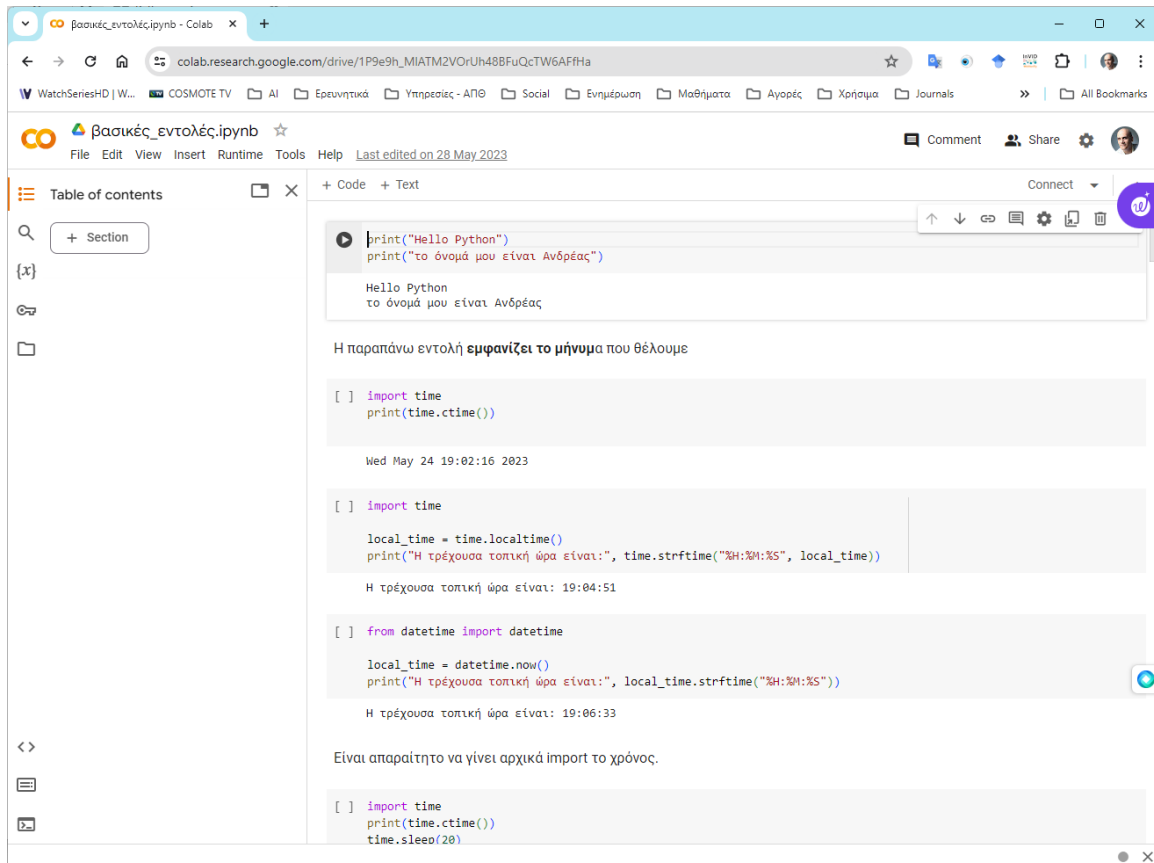 βασικές_εντολές.ipynb - Colab
colab.research.google.com/drive/1P9e9h_MIATM2VOrUh48BFuQcTW6AFfHa
WatchSeriesHD | W... COSMOTE TV AI Ερευνητικά Υπηρεσίες - ΑΠΘ Social Ενημέρωση Μαθήματα Αγορές Χρήσιμα Journals » All Bookmarks
βασικές_εντολές.ipynb
Comment Share
File Edit View Insert Runtime Tools Help Last edited on 28 May 2023
Table of contents
+ Code + Text Connect
+ Section
{x}
print("Hello Python")
print("το όνομά μου είναι Ανδρέας")
Hello Python
το όνομά μου είναι Ανδρέας
Η παραπάνω εντολή εμφανίζει το μήνυμα που θέλουμε
[ ] import time
print(time.ctime())
Wed May 24 19:02:16 2023
[ ] import time
local_time = time.localtime()
print("Η τρέχουσα τοπική ώρα είναι:", time.strftime("%H:%M:%S", local_time))
Η τρέχουσα τοπική ώρα είναι: 19:04:51
[ ] from datetime import datetime
local_time = datetime.now()
print("Η τρέχουσα τοπική ώρα είναι:", local_time.strftime("%H:%M:%S"))
Η τρέχουσα τοπική ώρα είναι: 19:06:33
Είναι απαραίτητο να γίνει αρχικά import το χρόνος.
[ ] import time
print(time.ctime())
time.sleep(20)